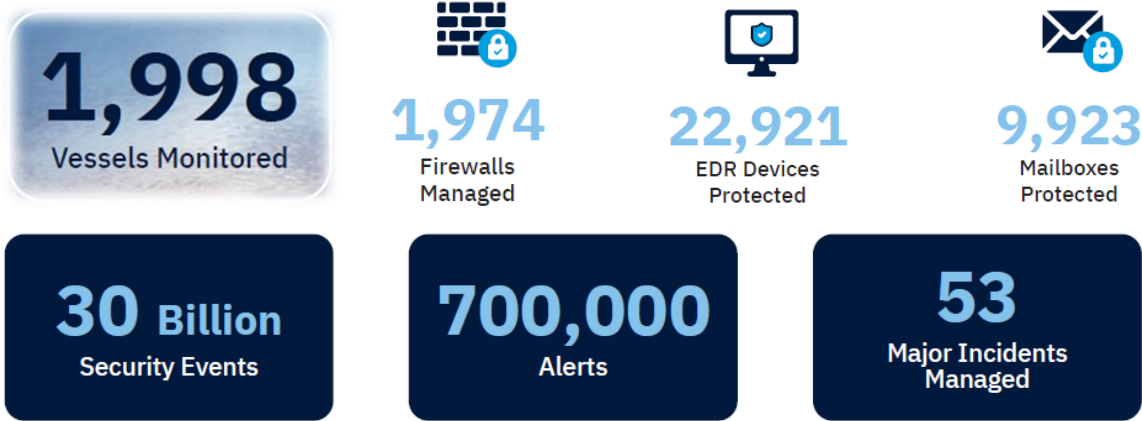 1,998
Vessels Monitored
1,974
Firewalls
Managed
22,921
EDR Devices
Protected
9,923
Mailboxes
Protected
30 Billion
Security Events
700,000
Alerts
53
Major Incidents
Managed